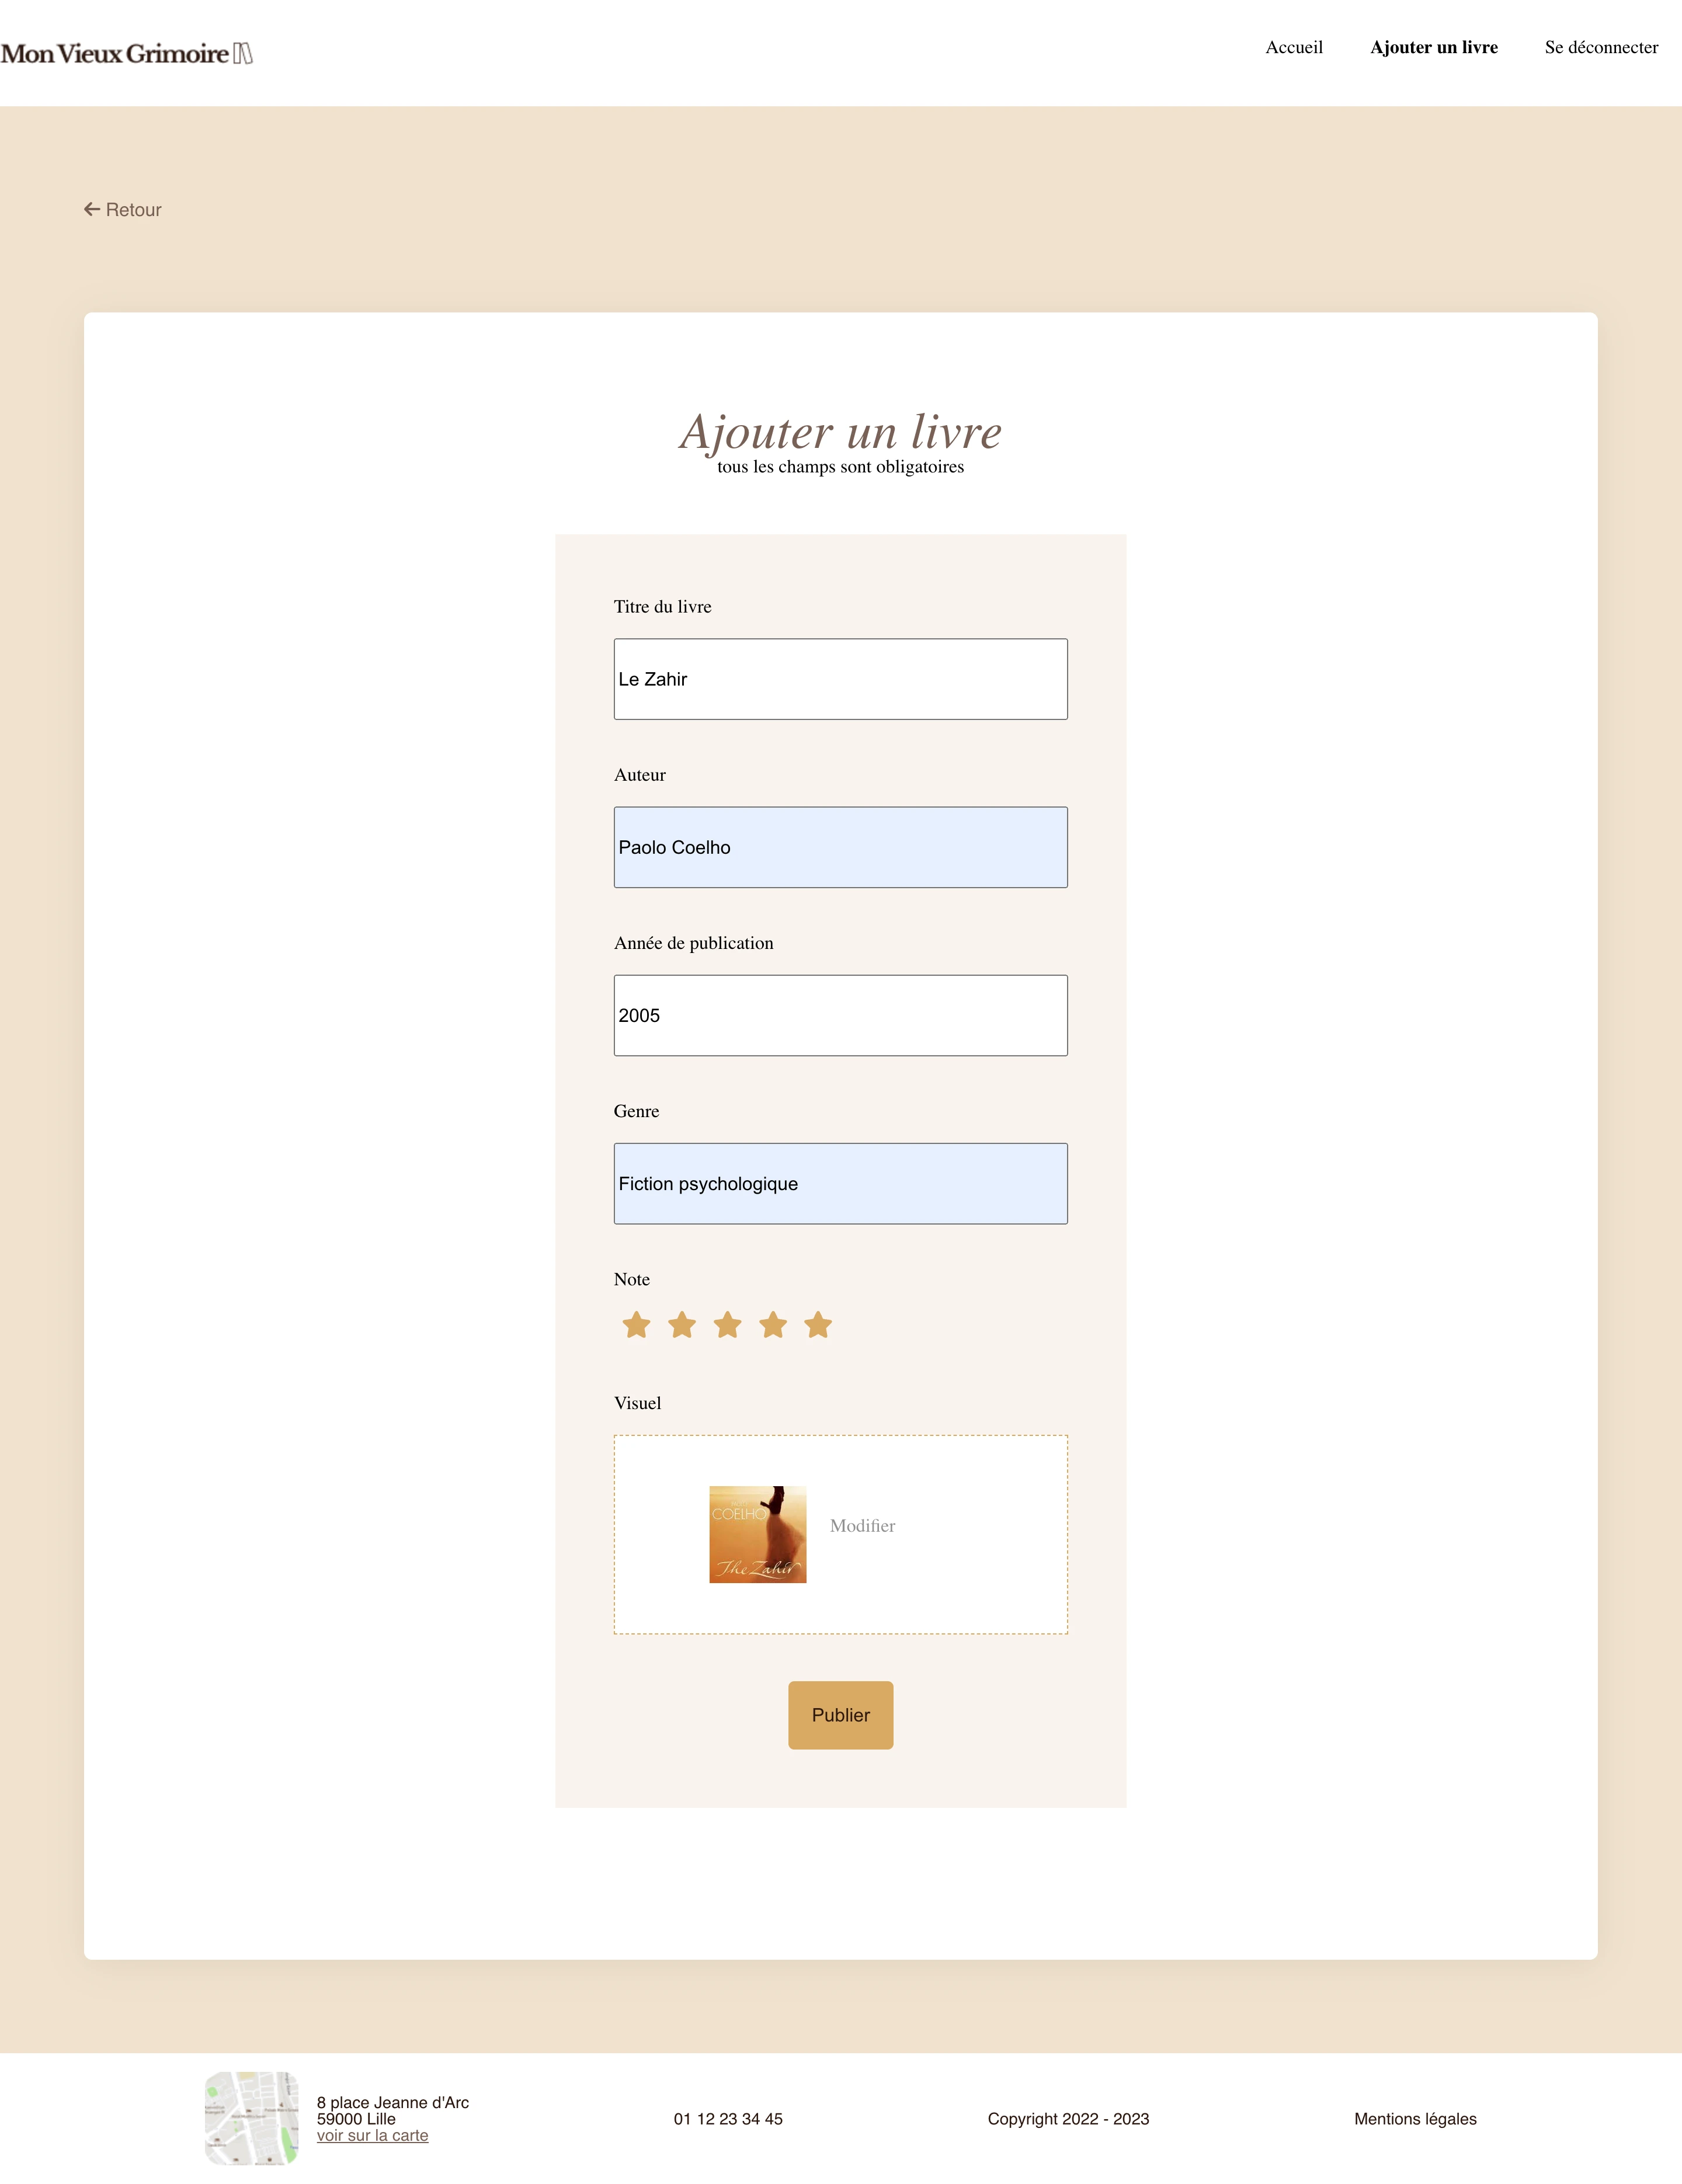 Mon Vieux Grimoire
Accueil
Ajouter un livre
Se déconnecter
Retour
Ajouter un livre
tous les champs sont obligatoires
Titre du livre
Le Zahir
Auteur
Paolo Coelho
Année de publication
2005
Genre
Fiction psychologique
Note
Visuel
COELHO
The Zahir
Modifier
Publier
8 place Jeanne d'Arc
59000 Lille
voir sur la carte
01 12 23 34 45
Copyright 2022 - 2023
Mentions légales